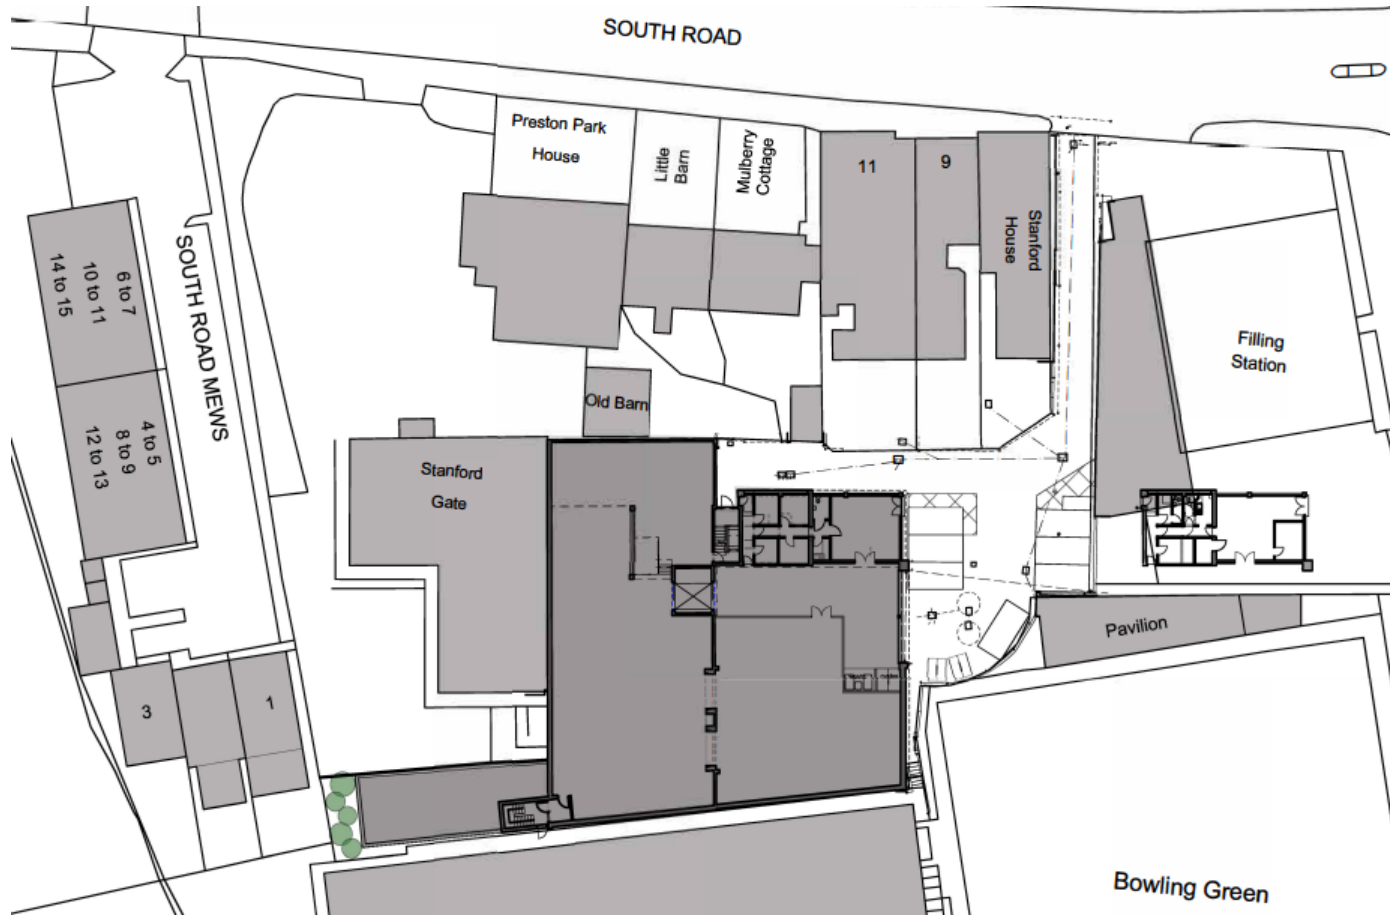 SOUTH ROAD
Preston Park
House
Little
Barn
Mulberry
Cottage
11
9
Stanford
House
Filling
Station
6 to 7
10 to 11
14 to 15
SOUTH ROAD MEWS
4 to 5
8 to 9
12 to 13
Old Barn
Stanford
Gate
Pavilion
3
1
Bowling Green